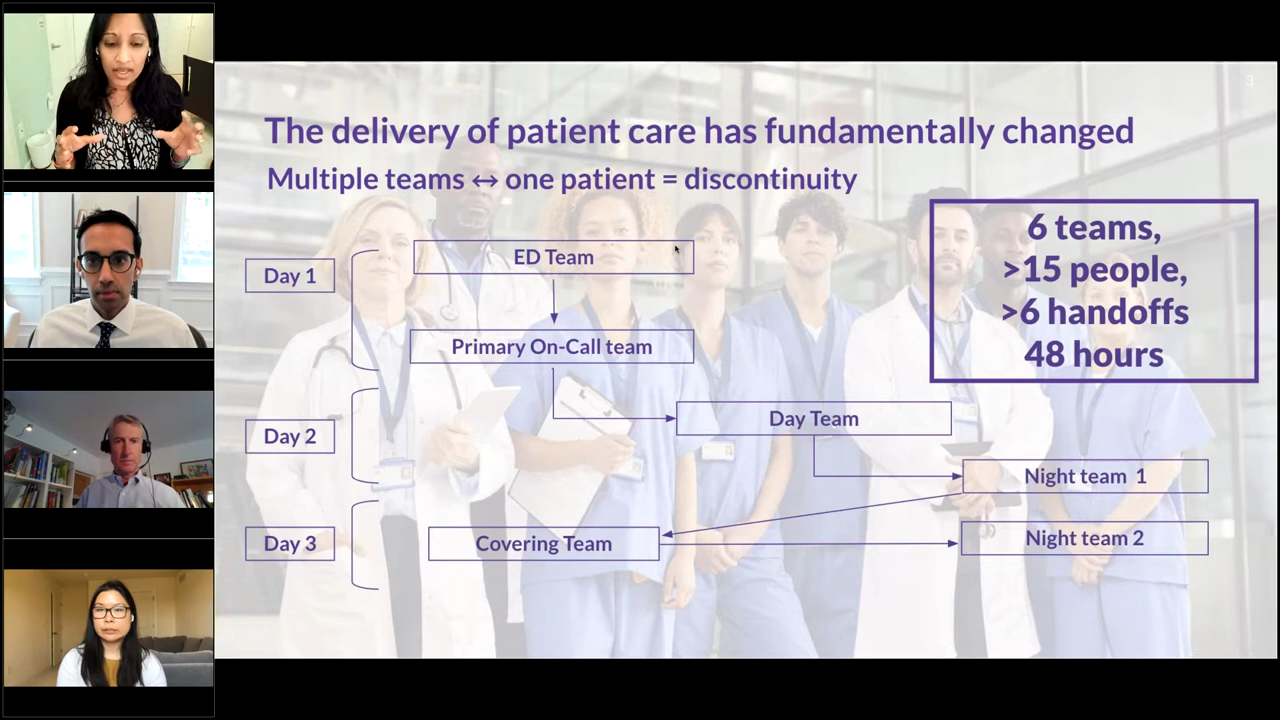 3
The delivery of patient care has fundamentally changed
Multiple teams ↔ one patient = discontinuity
6 teams,
>15 people,
>6 handoffs
48 hours
Day 1
ED Team
Primary On-Call team
Day 2
Day Team
Night team 1
Day 3
Covering Team
Night team 2